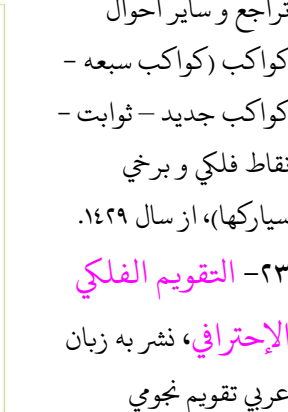 تراجع و سایر احوال
کواکب (کواکب سبعه -
کواکب جدید – ثوابت -
نقاط فلکي و برخي
سیارکها)، از سال ۱۴۲۹.
۲۳- التقویم الفلکي
الإحترافي، نشر به زبان
عربي تقویم نجومي